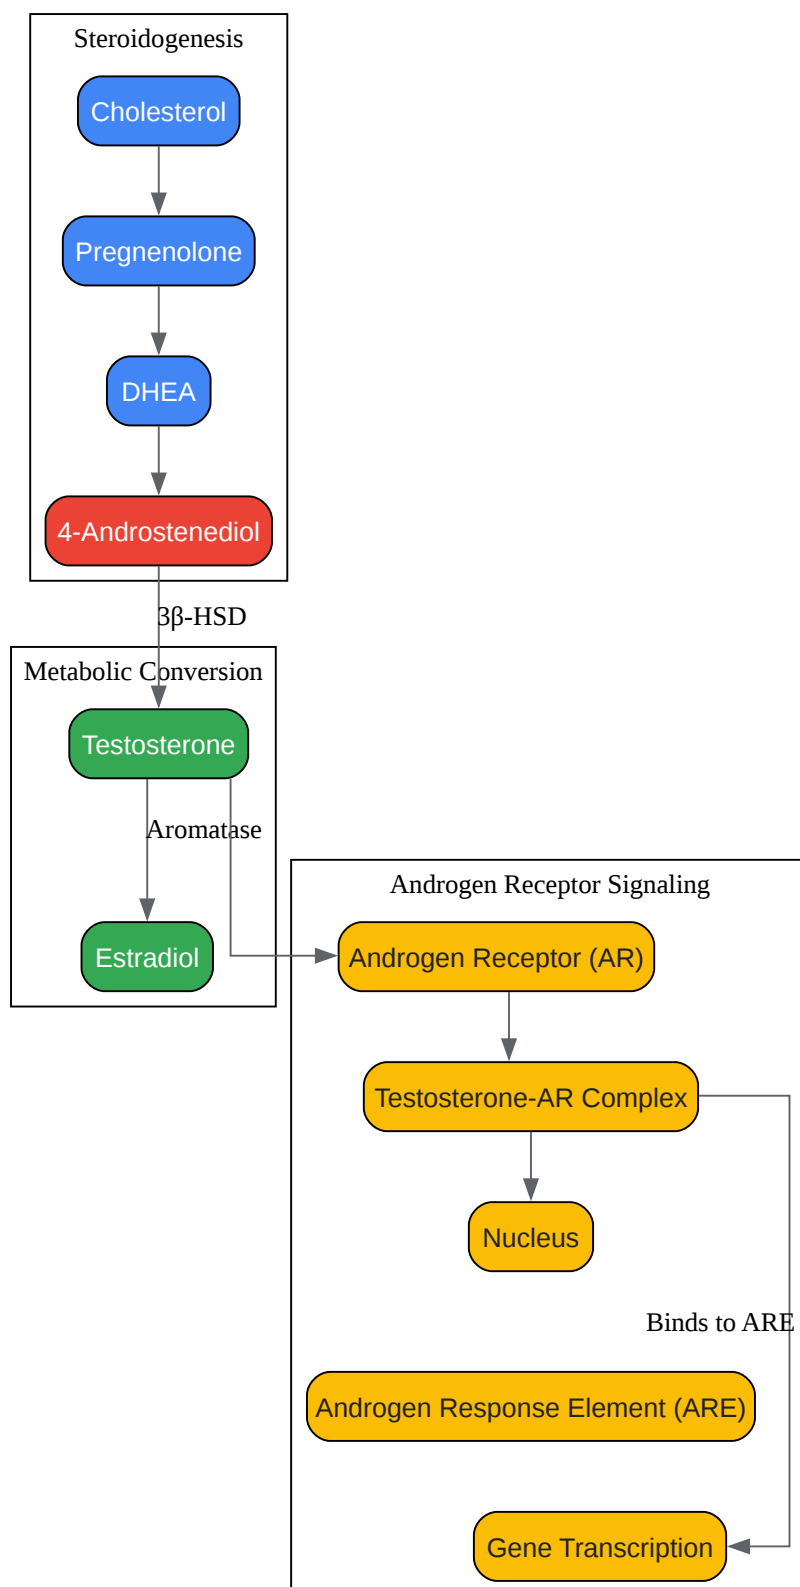 Steroidogenesis
Cholesterol
Pregnenolone
DHEA
4-Androstenediol
3β-HSD
Metabolic Conversion
Testosterone
Aromatase
Estradiol
Androgen Receptor Signaling
Androgen Receptor (AR)
Testosterone-AR Complex
Nucleus
Binds to ARE
Androgen Response Element (ARE)
Gene Transcription